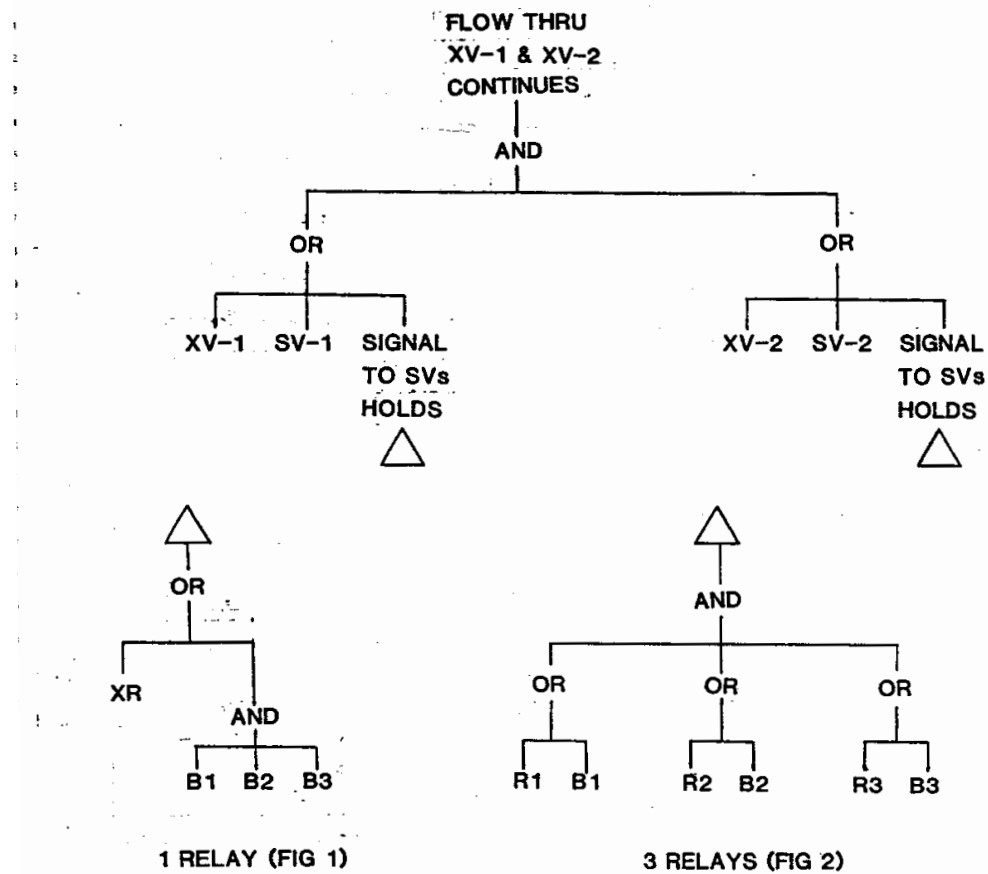 FLOW THRU
XV-1 & XV-2
CONTINUES
AND
OR OR
XV-1 SV-1 SIGNAL
TO SVs
HOLDS
XV-2 SV-2 SIGNAL
TO SVs
HOLDS
OR
XR
AND
B1 B2 B3
1 RELAY (FIG 1)
AND
OR OR OR
R1 B1 R2 B2 R3 B3
3 RELAYS (FIG 2)